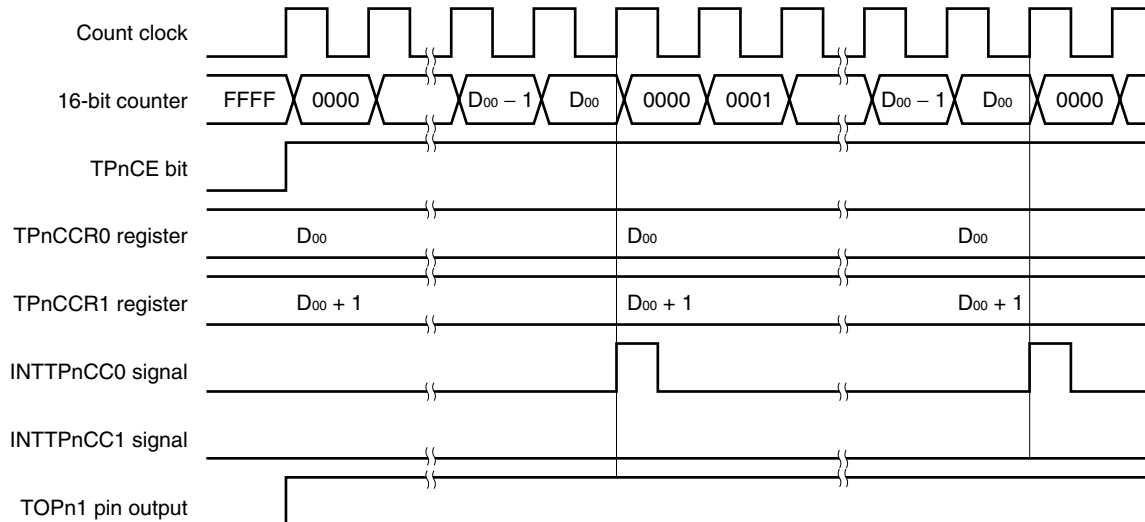 Count clock
16-bit counter FFFF 0000 D00 − 1 D00 0000 0001 D00 − 1 D00 0000
TPnCE bit
TPnCCR0 register D00 D00 D00
TPnCCR1 register D00 + 1 D00 + 1 D00 + 1
INTTPnCC0 signal
INTTPnCC1 signal
TOPn1 pin output